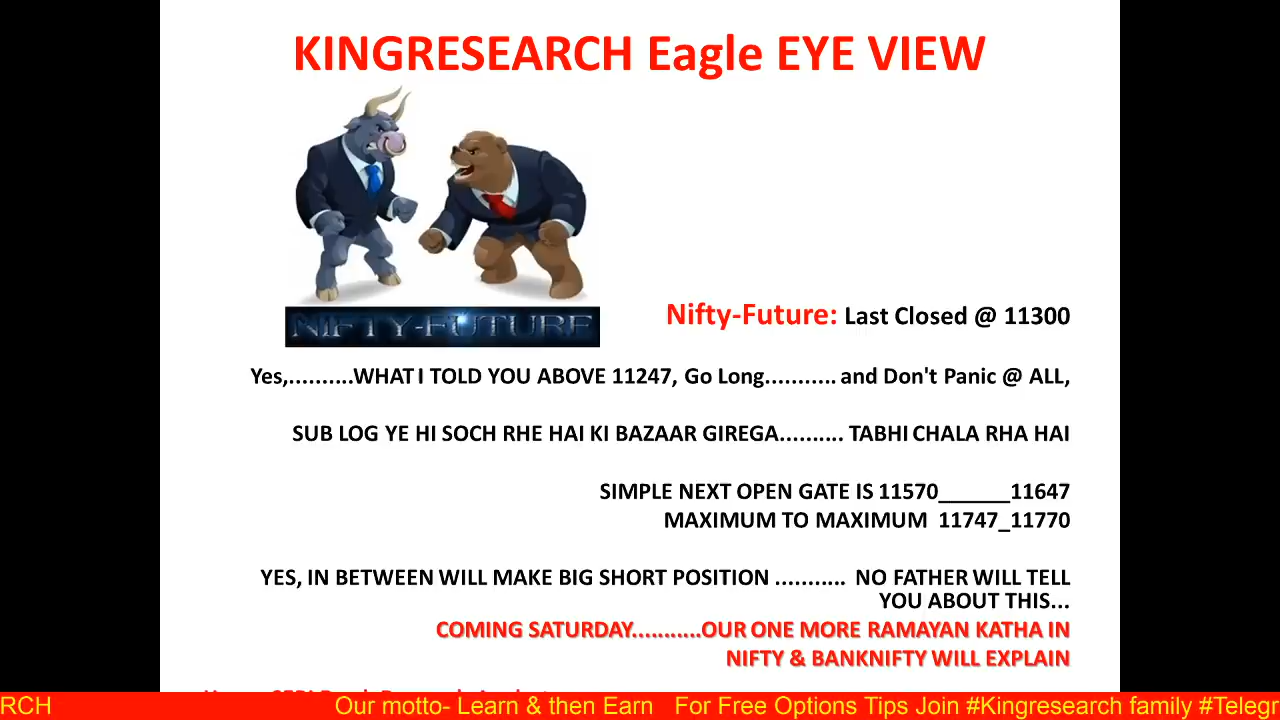 KINGRESEARCH Eagle EYE VIEW
NIFTY-FUTURE
Nifty-Future: Last Closed @ 11300
Yes,..........WHAT I TOLD YOU ABOVE 11247, Go Long........... and Don't Panic @ ALL,
SUB LOG YE HI SOCH RHE HAI KI BAZAAR GIREGA.......... TABHI CHALA RHA HAI
SIMPLE NEXT OPEN GATE IS 11570______11647
MAXIMUM TO MAXIMUM 11747_11770
YES, IN BETWEEN WILL MAKE BIG SHORT POSITION ........... NO FATHER WILL TELL
YOU ABOUT THIS...
COMING SATURDAY...........OUR ONE MORE RAMAYAN KATHA IN
NIFTY & BANKNIFTY WILL EXPLAIN
RCH Our motto- Learn & then Earn For Free Options Tips Join #Kingresearch family #Telegr